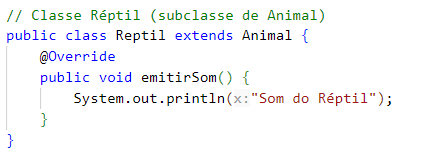 // Classe Réptil (subclasse de Animal)
public class Reptil extends Animal {
    @Override
    public void emitirSom() {
        System.out.println(x:"Som do Réptil");
    }
}